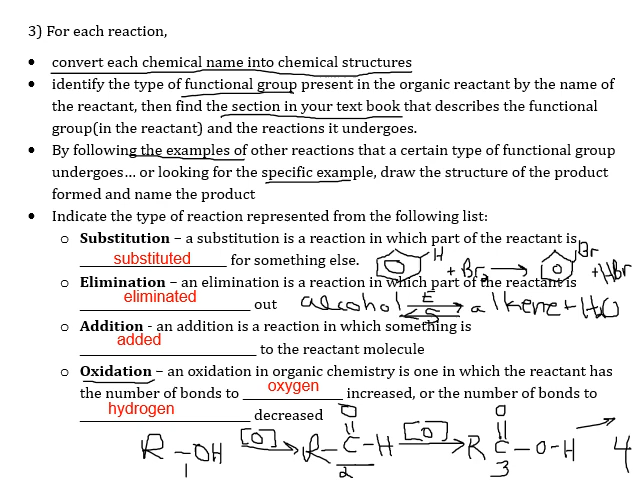 3) For each reaction,
• convert each chemical name into chemical structures
• identify the type of functional group present in the organic reactant by the name of
the reactant, then find the section in your text book that describes the functional
group(in the reactant) and the reactions it undergoes.
• By following the examples of other reactions that a certain type of functional group
undergoes... or looking for the specific example, draw the structure of the product
formed and name the product
• Indicate the type of reaction represented from the following list:
o Substitution – a substitution is a reaction in which part of the reactant is
substituted for something else.
H + Br2 → Br + HBr
o Elimination – an elimination is a reaction in which part of the reactant is
eliminated out
alcohol E alkene + H2O
o Addition - an addition is a reaction in which something is
added to the reactant molecule
o Oxidation – an oxidation in organic chemistry is one in which the reactant has
the number of bonds to oxygen increased, or the number of bonds to
hydrogen decreased
O O
R – OH [O] → R – C – H [O] → R C – O – H → 4
1 2 3